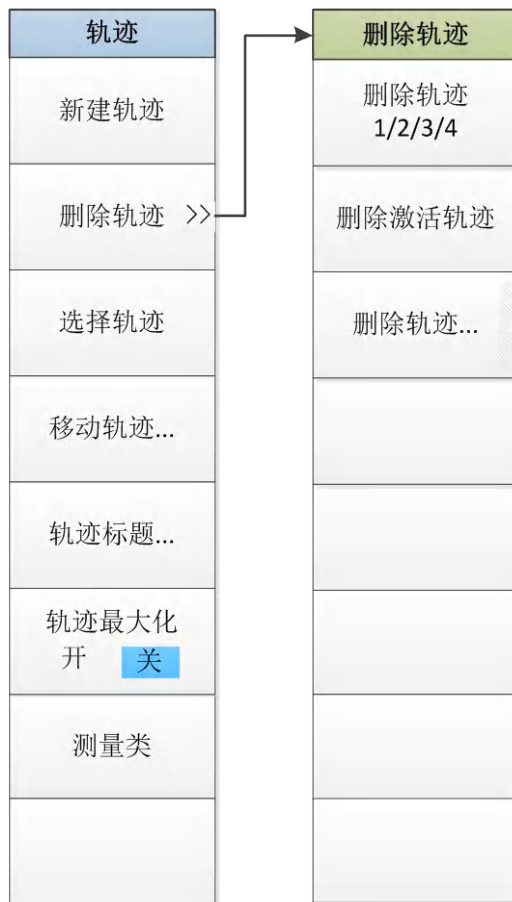 轨迹
新建轨迹
删除轨迹 >>
选择轨迹
移动轨迹...
轨迹标题...
轨迹最大化
开 关
测量类
删除轨迹
删除轨迹
1/2/3/4
删除激活轨迹
删除轨迹...